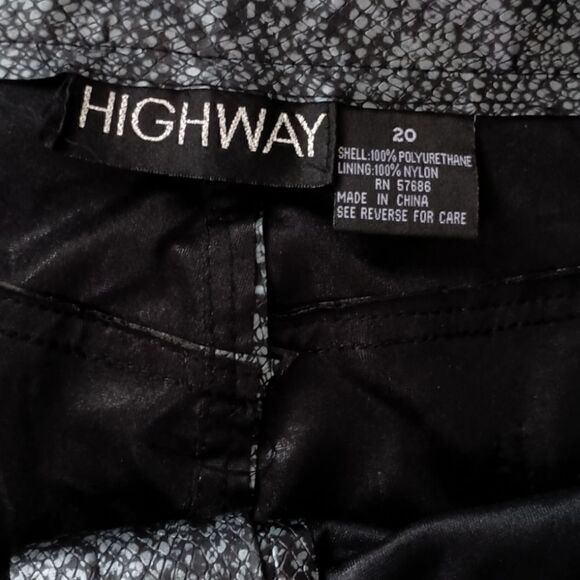 HIGHWAY
20
SHELL:100% POLYURETHANE
LINING:100% NYLON
RN 57686
MADE IN CHINA
SEE REVERSE FOR CARE